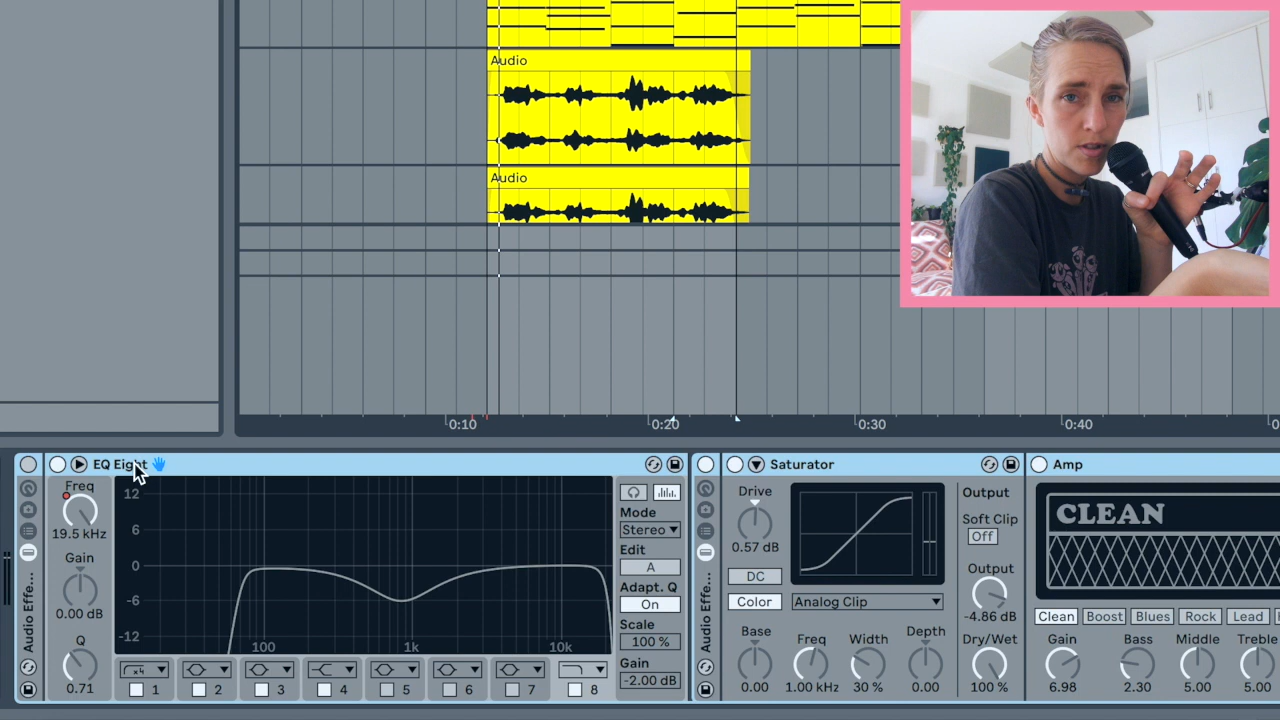 Audio
Audio
0:10
0:20
0:30
0:40
EQ Eight
Freq
19.5 kHz
Gain
0.00 dB
Q
0.71
12
6
0
-6
-12
100
1k
10k
Mode
Stereo
Edit
A
Adapt. Q
On
Scale
100 %
Gain
-2.00 dB
x4
1
2
3
4
5
6
7
8
Audio Effe...
Audio Effe...
Saturator
Drive
0.57 dB
DC
Color
Analog Clip
Base
0.00
Freq
1.00 kHz
Width
30 %
Depth
0.00
Output
Soft Clip
Off
Output
-4.86 dB
Dry/Wet
100 %
Amp
CLEAN
Clean Boost Blues Rock Lead
Gain
6.98
Bass
2.30
Middle
5.00
Treble
5.00